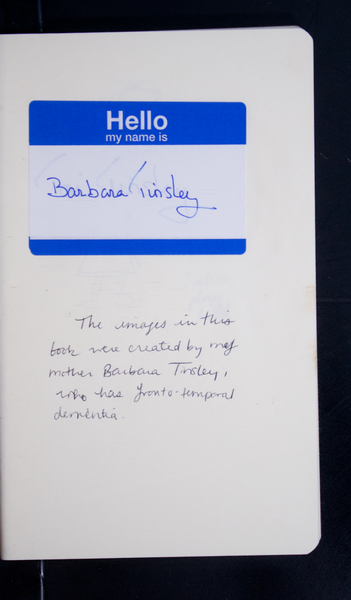 Hello
my name is
Barbara Tinsley
The images in this
book were created by my
mother Barbara Tinsley,
who has fronto-temporal
dementia.